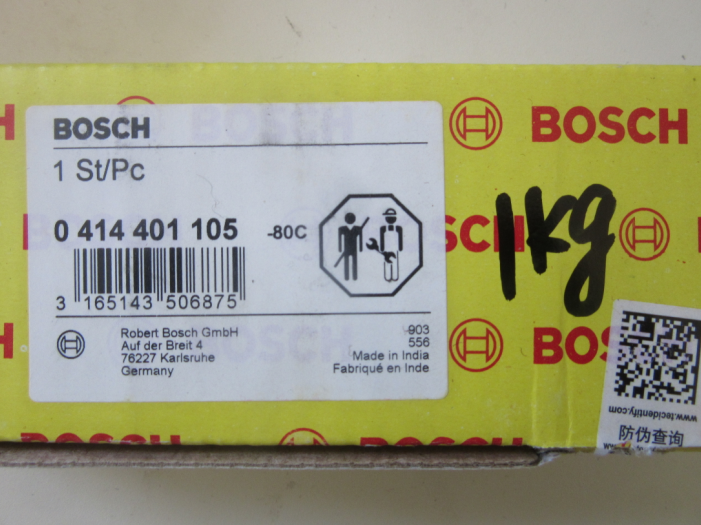 BOSCH
BOSCH
1 St/Pc
0 414 401 105
-80C
1kg
3 165143 506875
BOSCH
Robert Bosch GmbH
Auf der Breit 4
76227 Karlsruhe
Germany
903
556
Made in India
Fabriqué en Inde
www.tecidentify.com
防伪查询